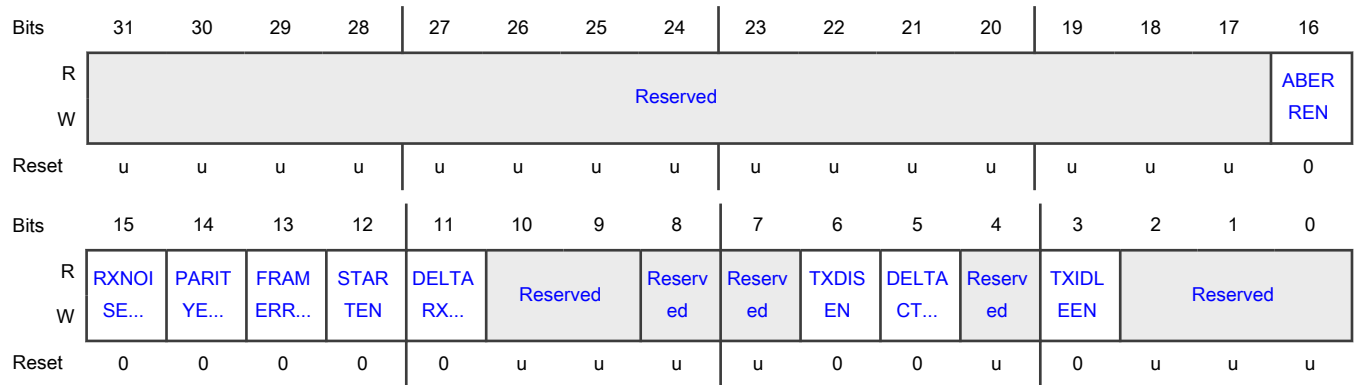 Bits 31 30 29 28 27 26 25 24 23 22 21 20 19 18 17 16
R
Reserved
ABER
REN
W
Reset u u u u u u u u u u u u u u u 0
Bits 15 14 13 12 11 10 9 8 7 6 5 4 3 2 1 0
R RXNOI PARIT FRAM STAR DELTA Reserved Reserv Reserv TXDIS DELTA Reserv TXIDL Reserved
W SE... YE... ERR... TEN RX... ed ed EN CT... ed EEN
Reset 0 0 0 0 0 u u u u 0 0 u 0 u u u